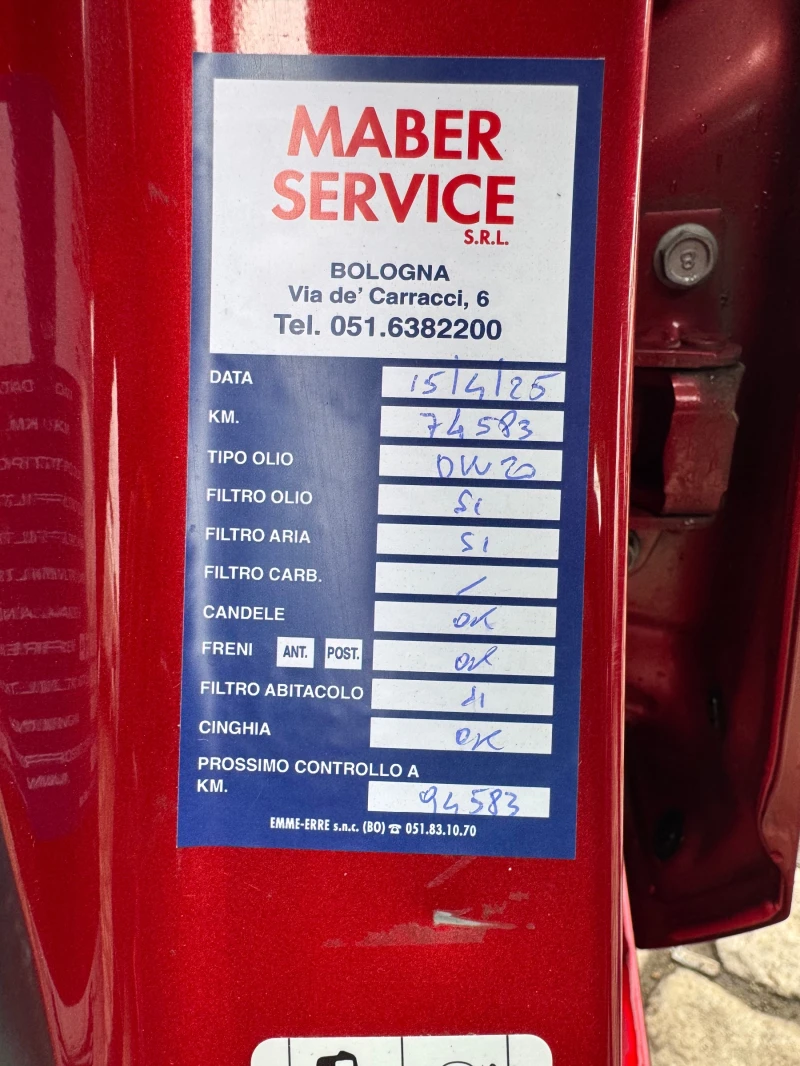 MABER
SERVICE
S.R.L.
BOLOGNA
Via de' Carracci, 6
Tel. 051.6382200
DATA 15/4/25
KM. 74583
TIPO OLIO 0W20
FILTRO OLIO Si
FILTRO ARIA SI
FILTRO CARB. /
CANDELE OK
FRENI ANT. POST. OK
FILTRO ABITACOLO si
CINGHIA OK
PROSSIMO CONTROLLO A
KM. 94583
EMME-ERRE s.n.c. (BO) ☎ 051.83.10.70
8